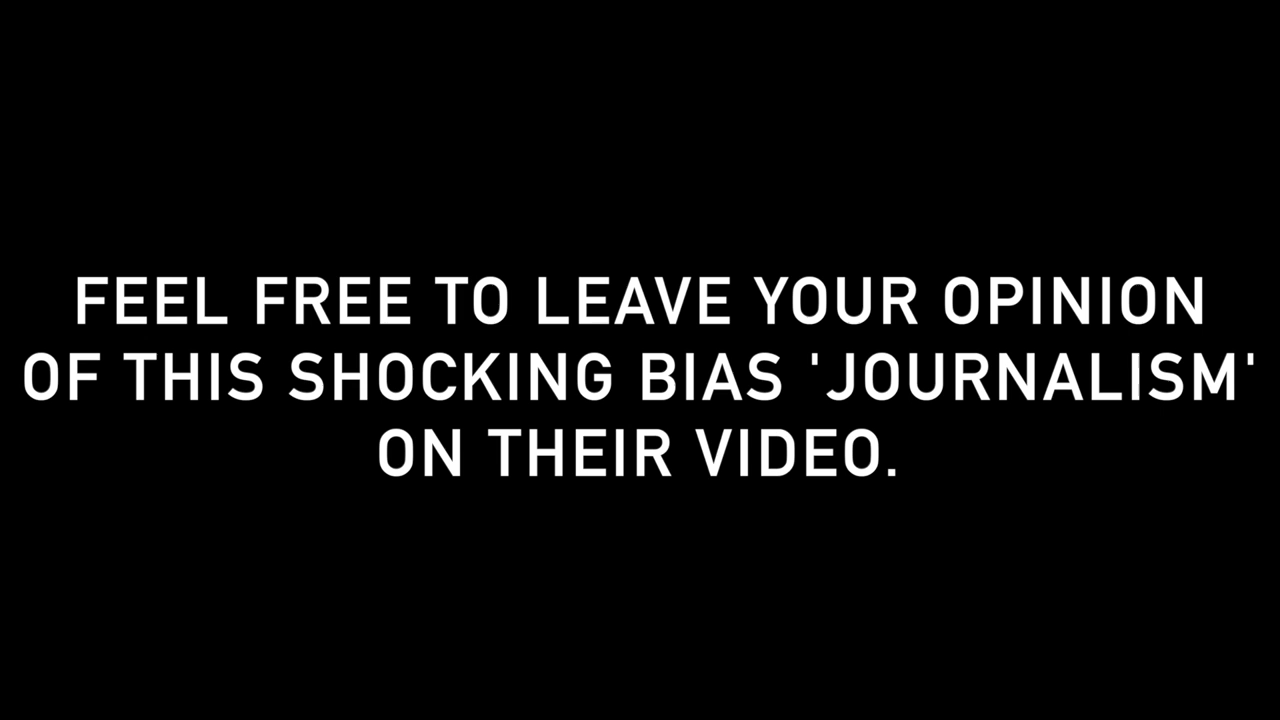 FEEL FREE TO LEAVE YOUR OPINION
OF THIS SHOCKING BIAS 'JOURNALISM'
ON THEIR VIDEO.